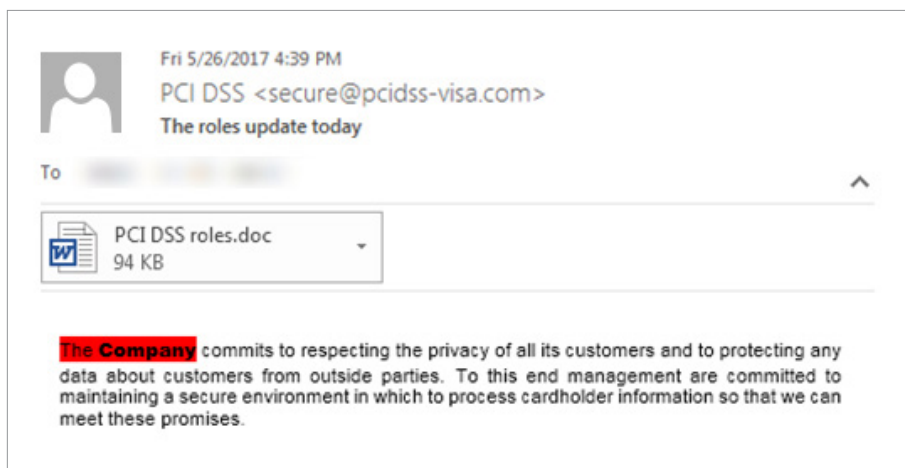 Fri 5/26/2017 4:39 PM
PCI DSS <secure@pcidss-visa.com>
The roles update today
To
PCI DSS roles.doc
94 KB
The Company commits to respecting the privacy of all its customers and to protecting any
data about customers from outside parties. To this end management are committed to
maintaining a secure environment in which to process cardholder information so that we can
meet these promises.